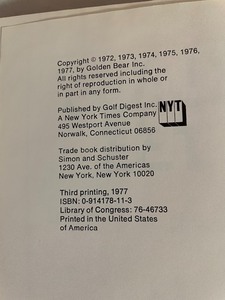 Copyright © 1972, 1973, 1974, 1975, 1976,
1977, by Golden Bear Inc.
All rights reserved including the
right of reproduction in whole or
in part in any form.
Published by Golf Digest Inc.
A New York Times Company
495 Westport Avenue
Norwalk, Connecticut 06856
NYT
Trade book distribution by
Simon and Schuster
1230 Ave. of the Americas
New York, New York 10020
Third printing, 1977
ISBN: 0-914178-11-3
Library of Congress: 76-46733
Printed in the United States
of America